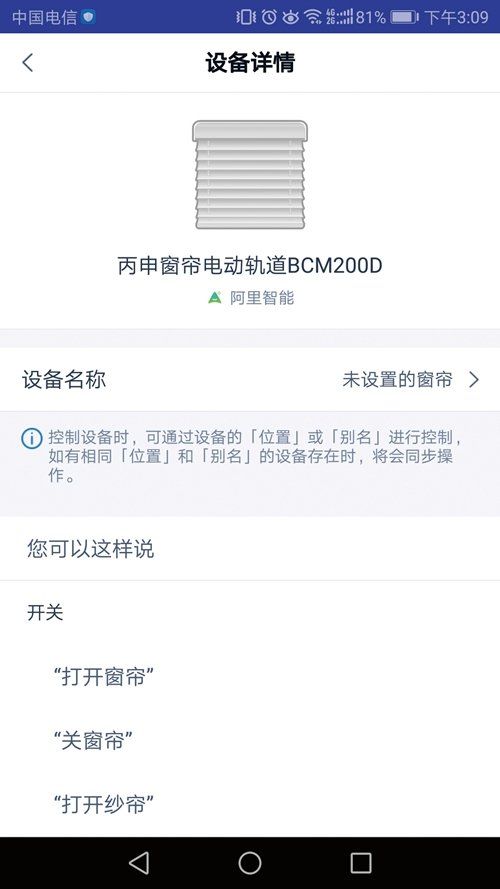 中国电信 4G 2G 81% 下午3:09
设备详情
丙申窗帘电动轨道BCM200D
阿里智能
设备名称 未设置的窗帘
控制设备时，可通过设备的「位置」或「别名」进行控制，
如有相同「位置」和「别名」的设备存在时，将会同步操
作。
您可以这样说
开关
“打开窗帘”
“关窗帘”
“打开纱帘”